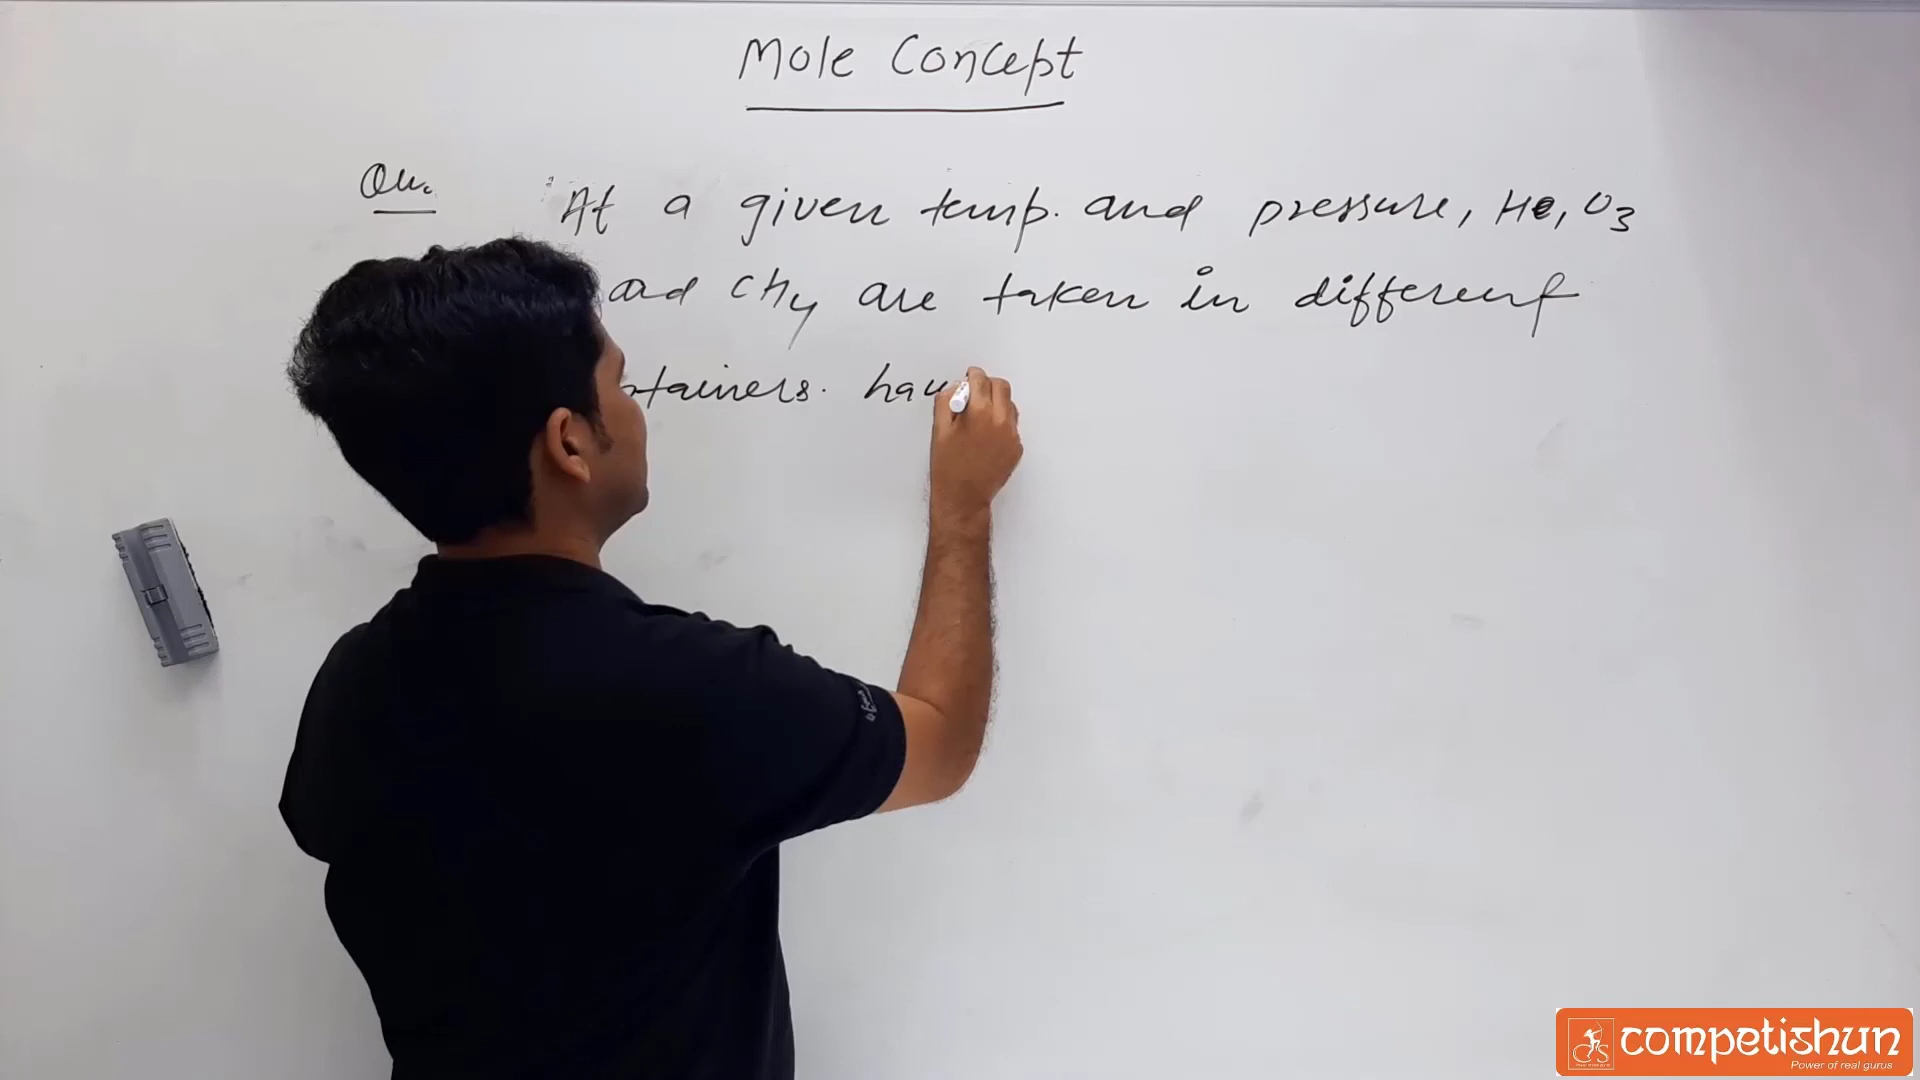 Mole Concept
Que. At a given temp. and pressure, He, O3
and CH4 are taken in different
ntainers. hav
competishun
Power of real gurus